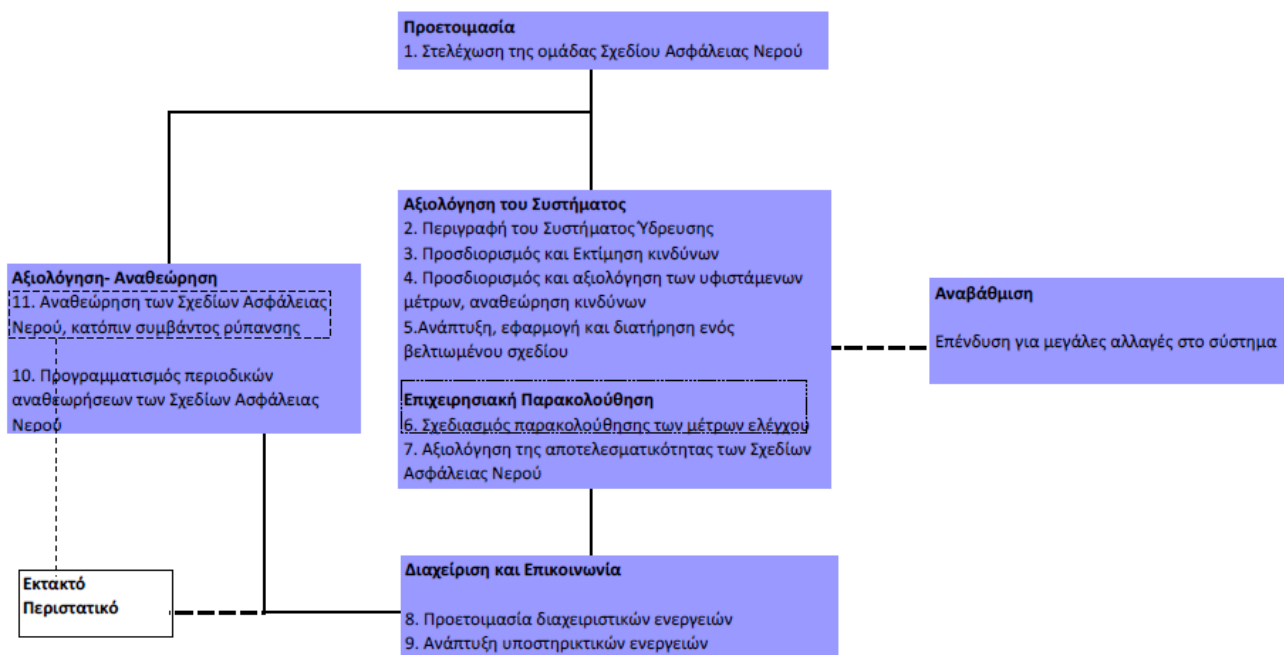 Προετοιμασία
1. Στελέχωση της ομάδας Σχεδίου Ασφάλειας Νερού
Αξιολόγηση του Συστήματος
2. Περιγραφή του Συστήματος Ύδρευσης
3. Προσδιορισμός και Εκτίμηση κινδύνων
4. Προσδιορισμός και αξιολόγηση των υφιστάμενων
μέτρων, αναθεώρηση κινδύνων
5.Ανάπτυξη, εφαρμογή και διατήρηση ενός
βελτιωμένου σχεδίου
Επιχειρησιακή Παρακολούθηση
6. Σχεδιασμός παρακολούθησης των μέτρων ελέγχου
7. Αξιολόγηση της αποτελεσματικότητας των Σχεδίων
Ασφάλειας Νερού
Αξιολόγηση- Αναθεώρηση
11. Αναθεώρηση των Σχεδίων Ασφάλειας
Νερού, κατόπιν συμβάντος ρύπανσης
10. Προγραμματισμός περιοδικών
αναθεωρήσεων των Σχεδίων Ασφάλειας
Νερού
Αναβάθμιση
Επένδυση για μεγάλες αλλαγές στο σύστημα
Εκτακτό
Περιστατικό
Διαχείριση και Επικοινωνία
8. Προετοιμασία διαχειριστικών ενεργειών
9. Ανάπτυξη υποστηρικτικών ενεργειών